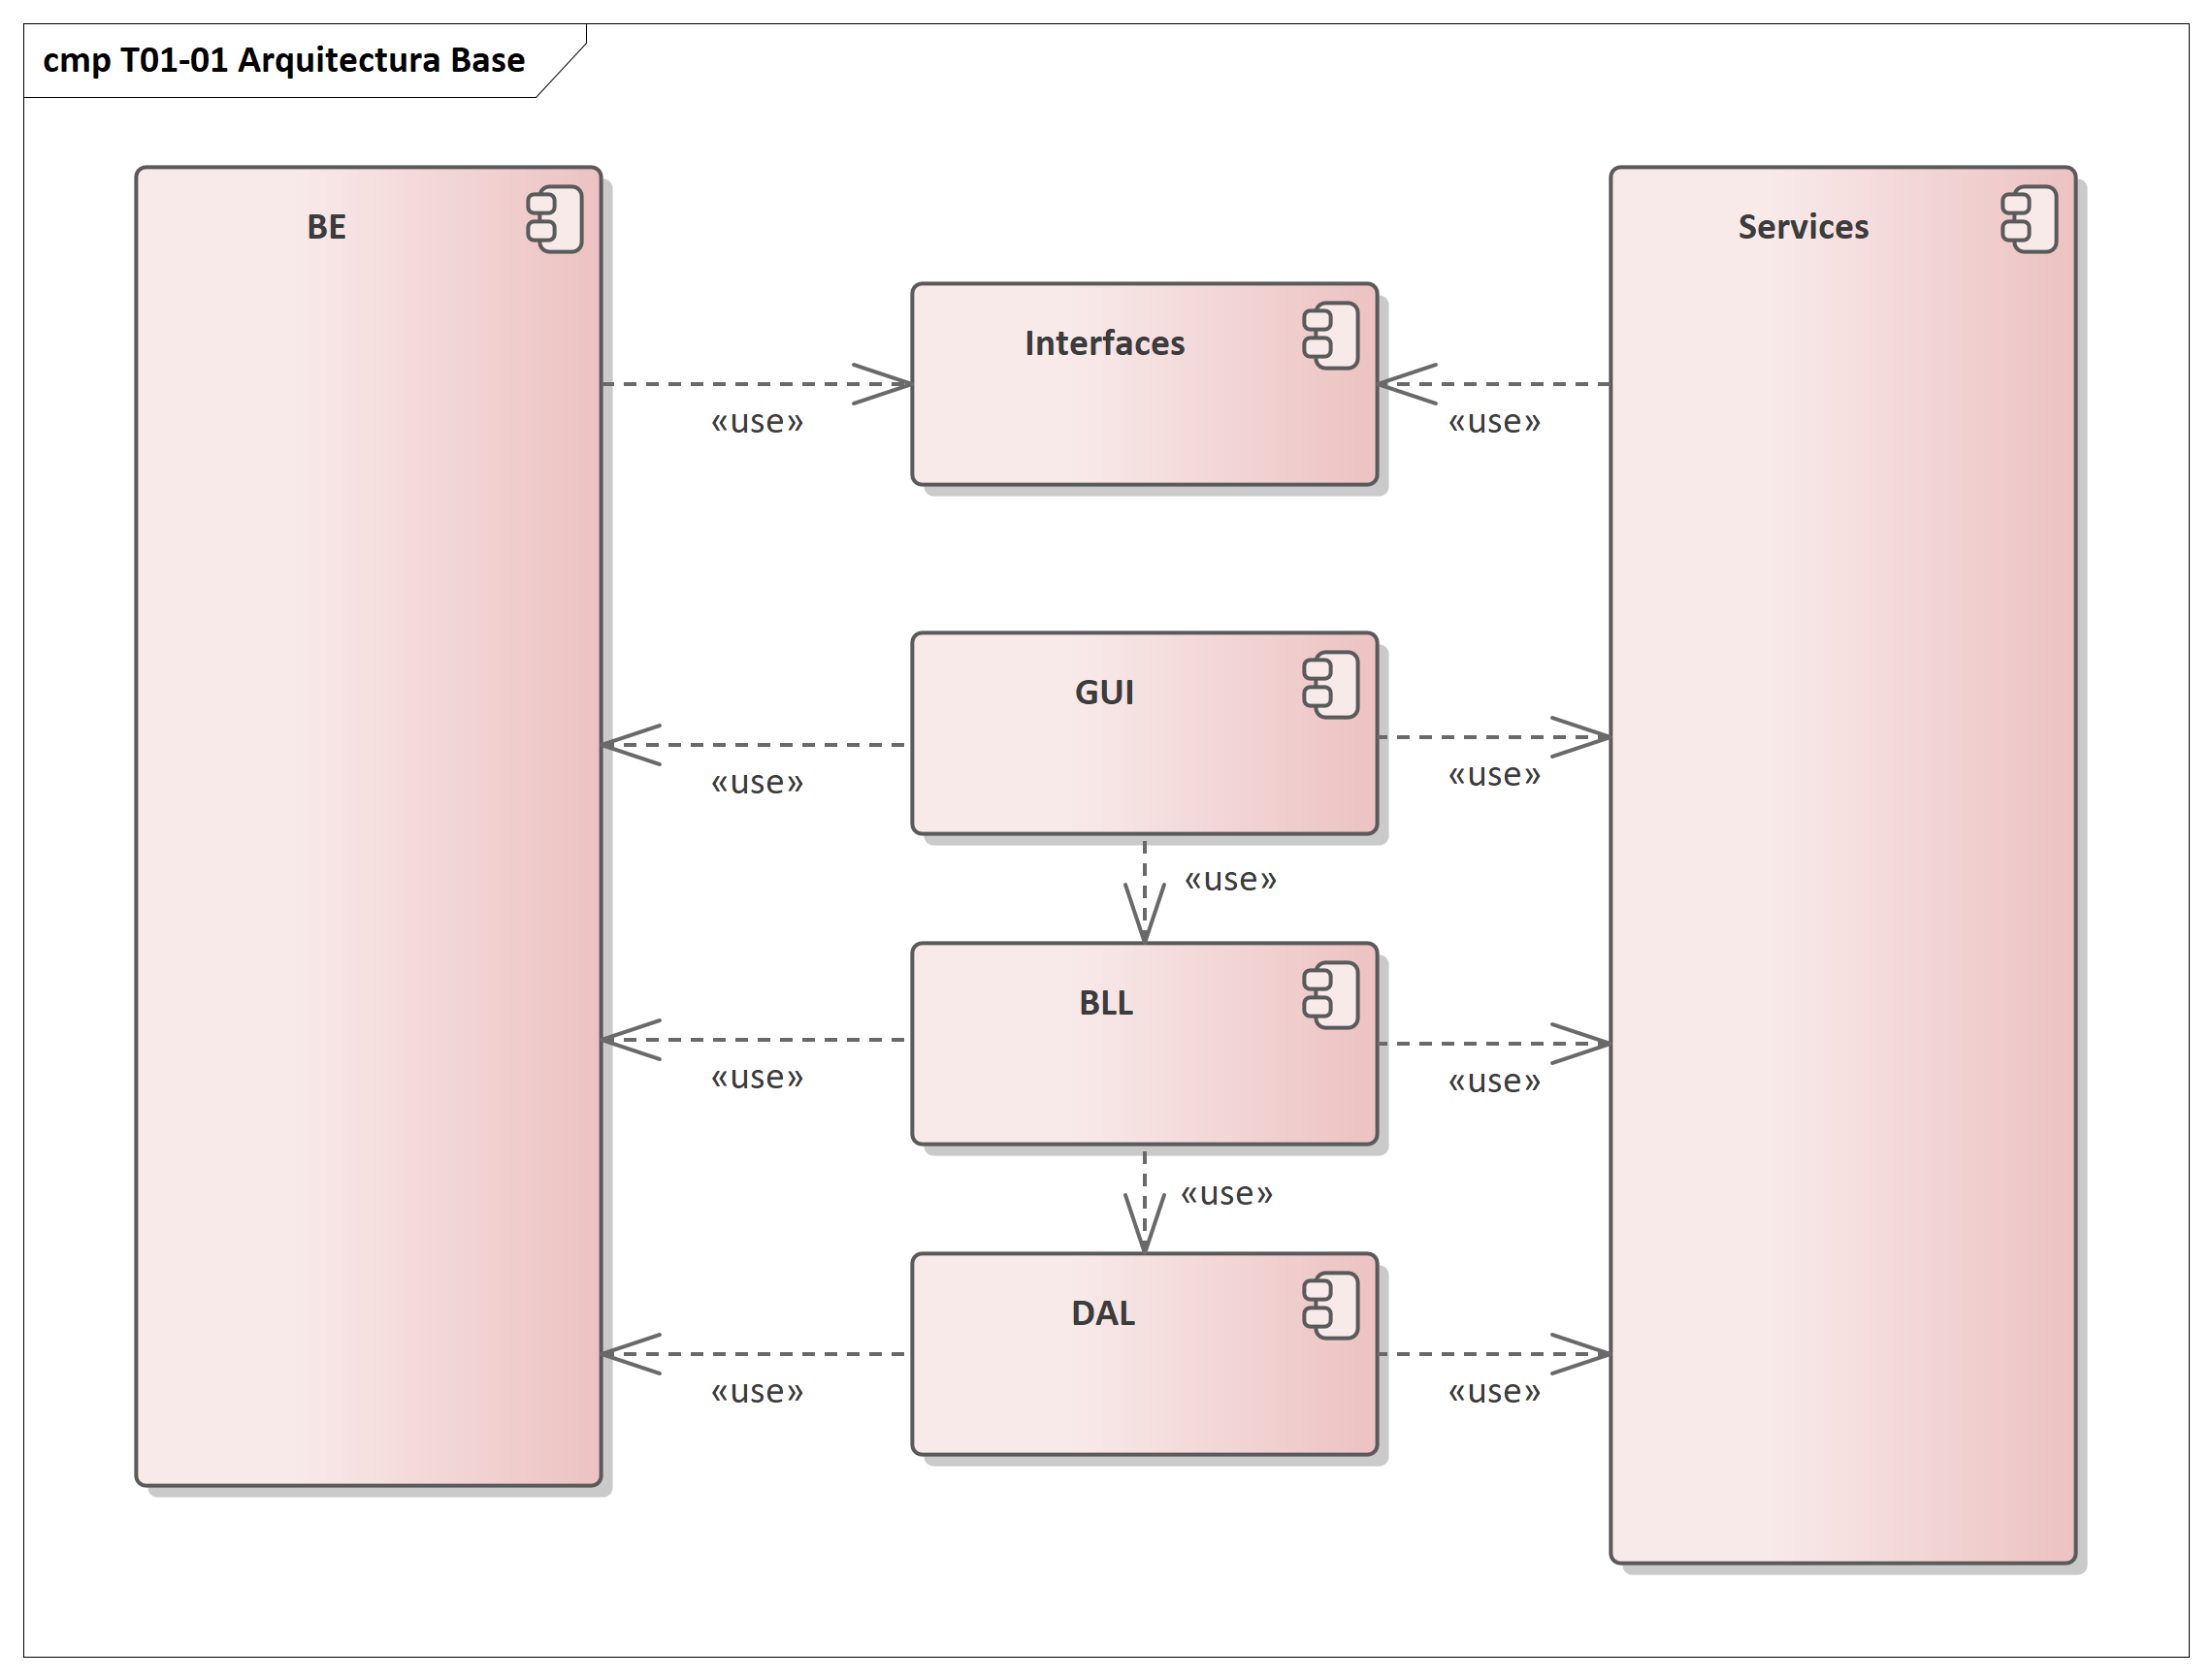 cmp T01-01 Arquitectura Base
BE
Services
Interfaces
«use»
«use»
GUI
«use»
«use»
«use»
BLL
«use»
«use»
«use»
DAL
«use»
«use»